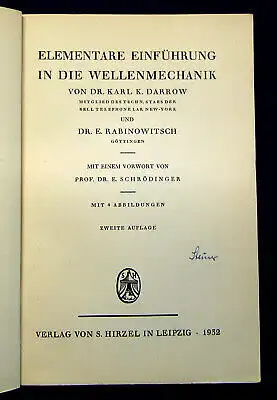 ELEMENTARE EINFÜHRUNG
IN DIE WELLENMECHANIK
VON DR. KARL K. DARROW
MITGLIED DES TECHN. STABS DER
BELL TELEPHONE LAB. NEW-YORK
UND
DR. E. RABINOWITSCH
GÖTTINGEN
MIT EINEM VORWORT VON
PROF. DR. E. SCHRÖDINGER
MIT 4 ABBILDUNGEN
ZWEITE AUFLAGE
VERLAG VON S. HIRZEL IN LEIPZIG · 1932